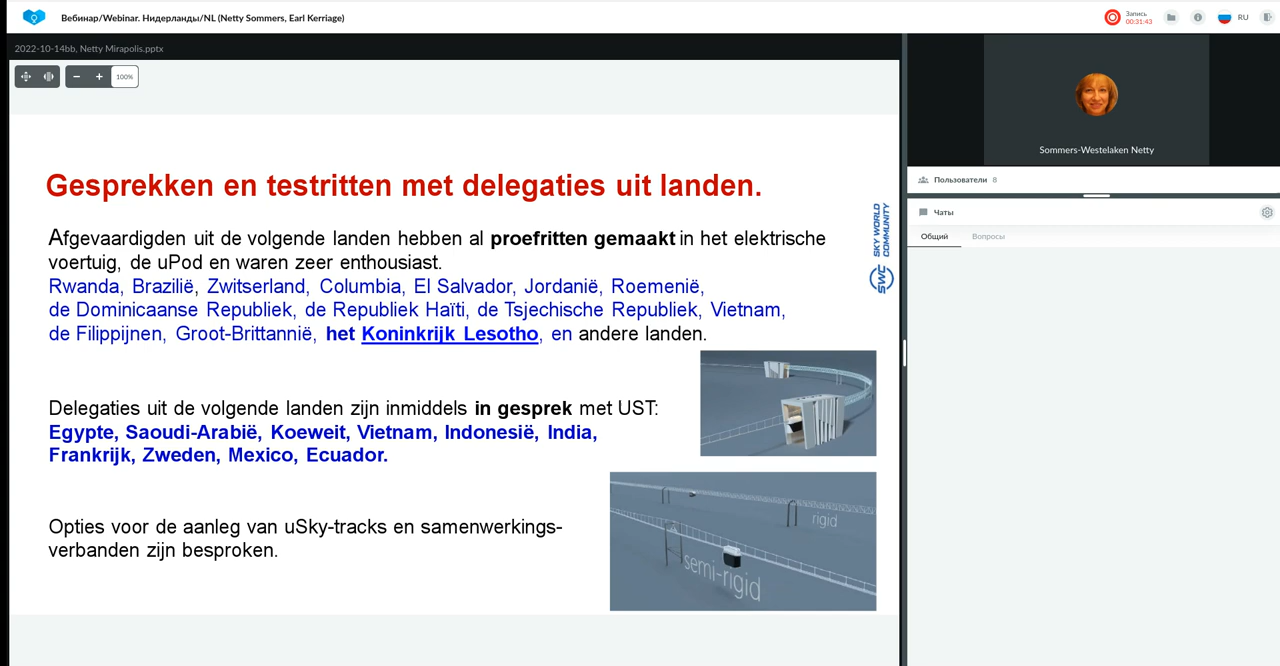 Вебинар/Webinar. Нидерланды/NL (Netty Sommers, Earl Kerriage)
Запись
00:31:43
RU
2022-10-14bb, Netty Mirapolis.pptx
100%
Gesprekken en testritten met delegaties uit landen.
Afgevaardigden uit de volgende landen hebben al proefritten gemaakt in het elektrische
voertuig, de uPod en waren zeer enthousiast.
Rwanda, Brazilië, Zwitserland, Columbia, El Salvador, Jordanië, Roemenië,
de Dominicaanse Republiek, de Republiek Haïti, de Tsjechische Republiek, Vietnam,
de Filippijnen, Groot-Brittannië, het Koninkrijk Lesotho, en andere landen.
SWC SKY WORLD
COMMUNITY
Delegaties uit de volgende landen zijn inmiddels in gesprek met UST:
Egypte, Saoudi-Arabië, Koeweit, Vietnam, Indonesië, India,
Frankrijk, Zweden, Mexico, Ecuador.
Opties voor de aanleg van uSky-tracks en samenwerkings-
verbanden zijn besproken.
rigid
semi-rigid
Sommers-Westelaken Netty
Пользователи 8
Чаты
Общий Вопросы